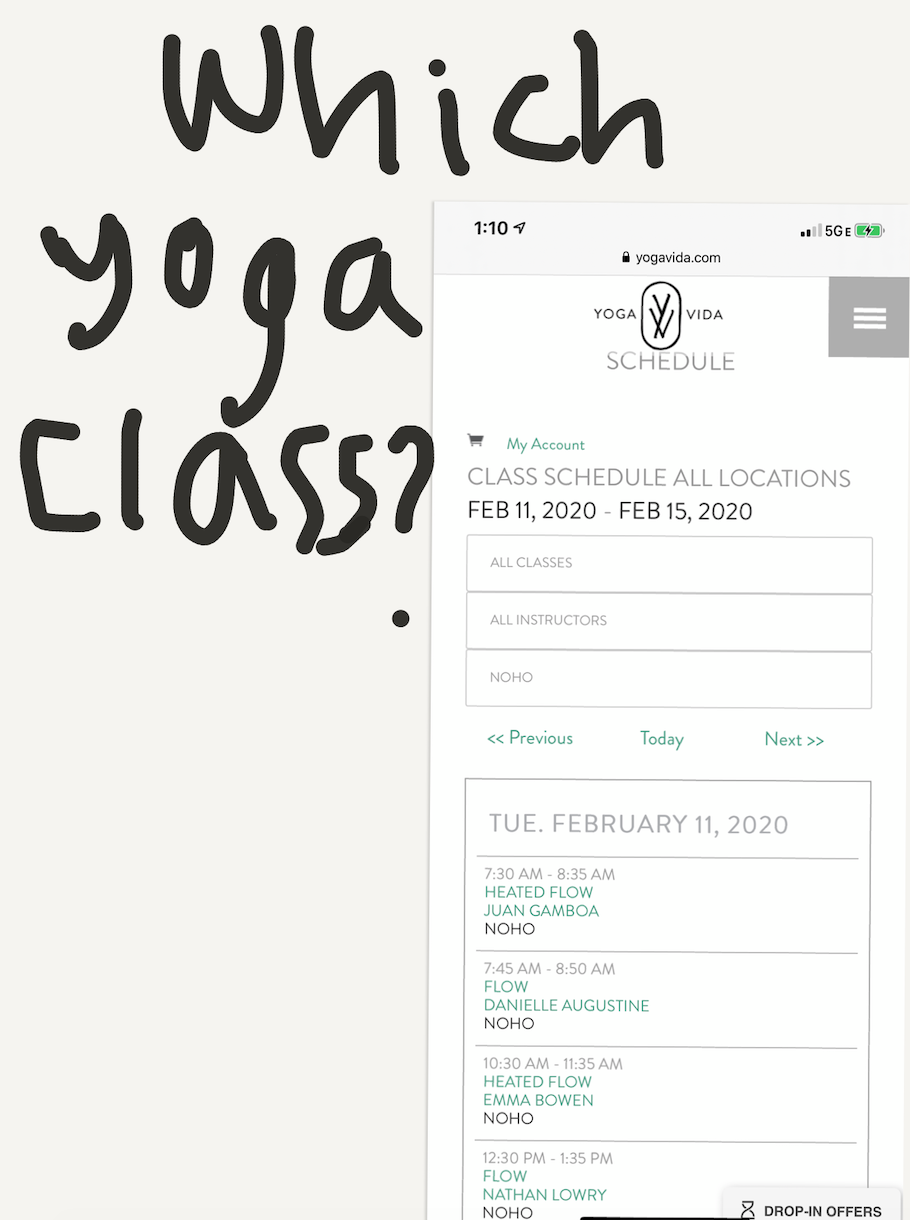 Which
yoga
class?
1:10 5GE
yogavida.com
YOGA VIDA
SCHEDULE
My Account
CLASS SCHEDULE ALL LOCATIONS
FEB 11, 2020 - FEB 15, 2020
ALL CLASSES
ALL INSTRUCTORS
NOHO
<< Previous Today Next >>
TUE. FEBRUARY 11, 2020
7:30 AM - 8:35 AM
HEATED FLOW
JUAN GAMBOA
NOHO
7:45 AM - 8:50 AM
FLOW
DANIELLE AUGUSTINE
NOHO
10:30 AM - 11:35 AM
HEATED FLOW
EMMA BOWEN
NOHO
12:30 PM - 1:35 PM
FLOW
NATHAN LOWRY
NOHO
DROP-IN OFFERS